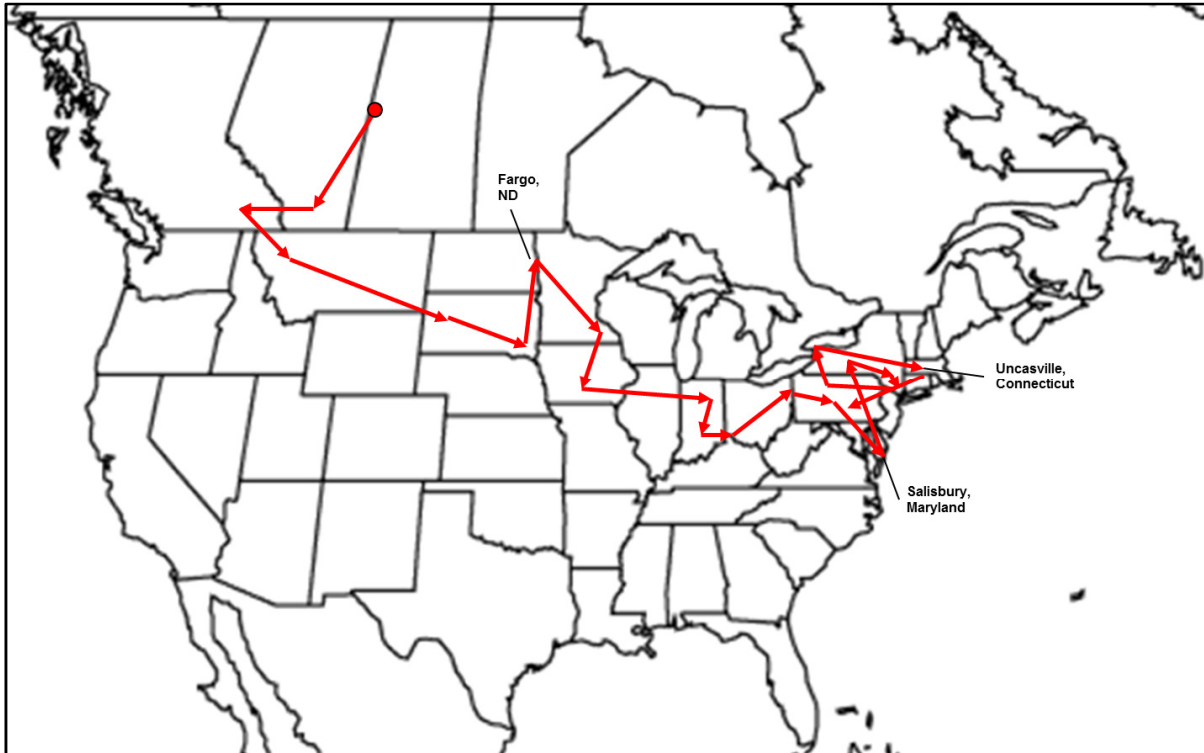 Fargo,
ND
Uncasville,
Connecticut
Salisbury,
Maryland